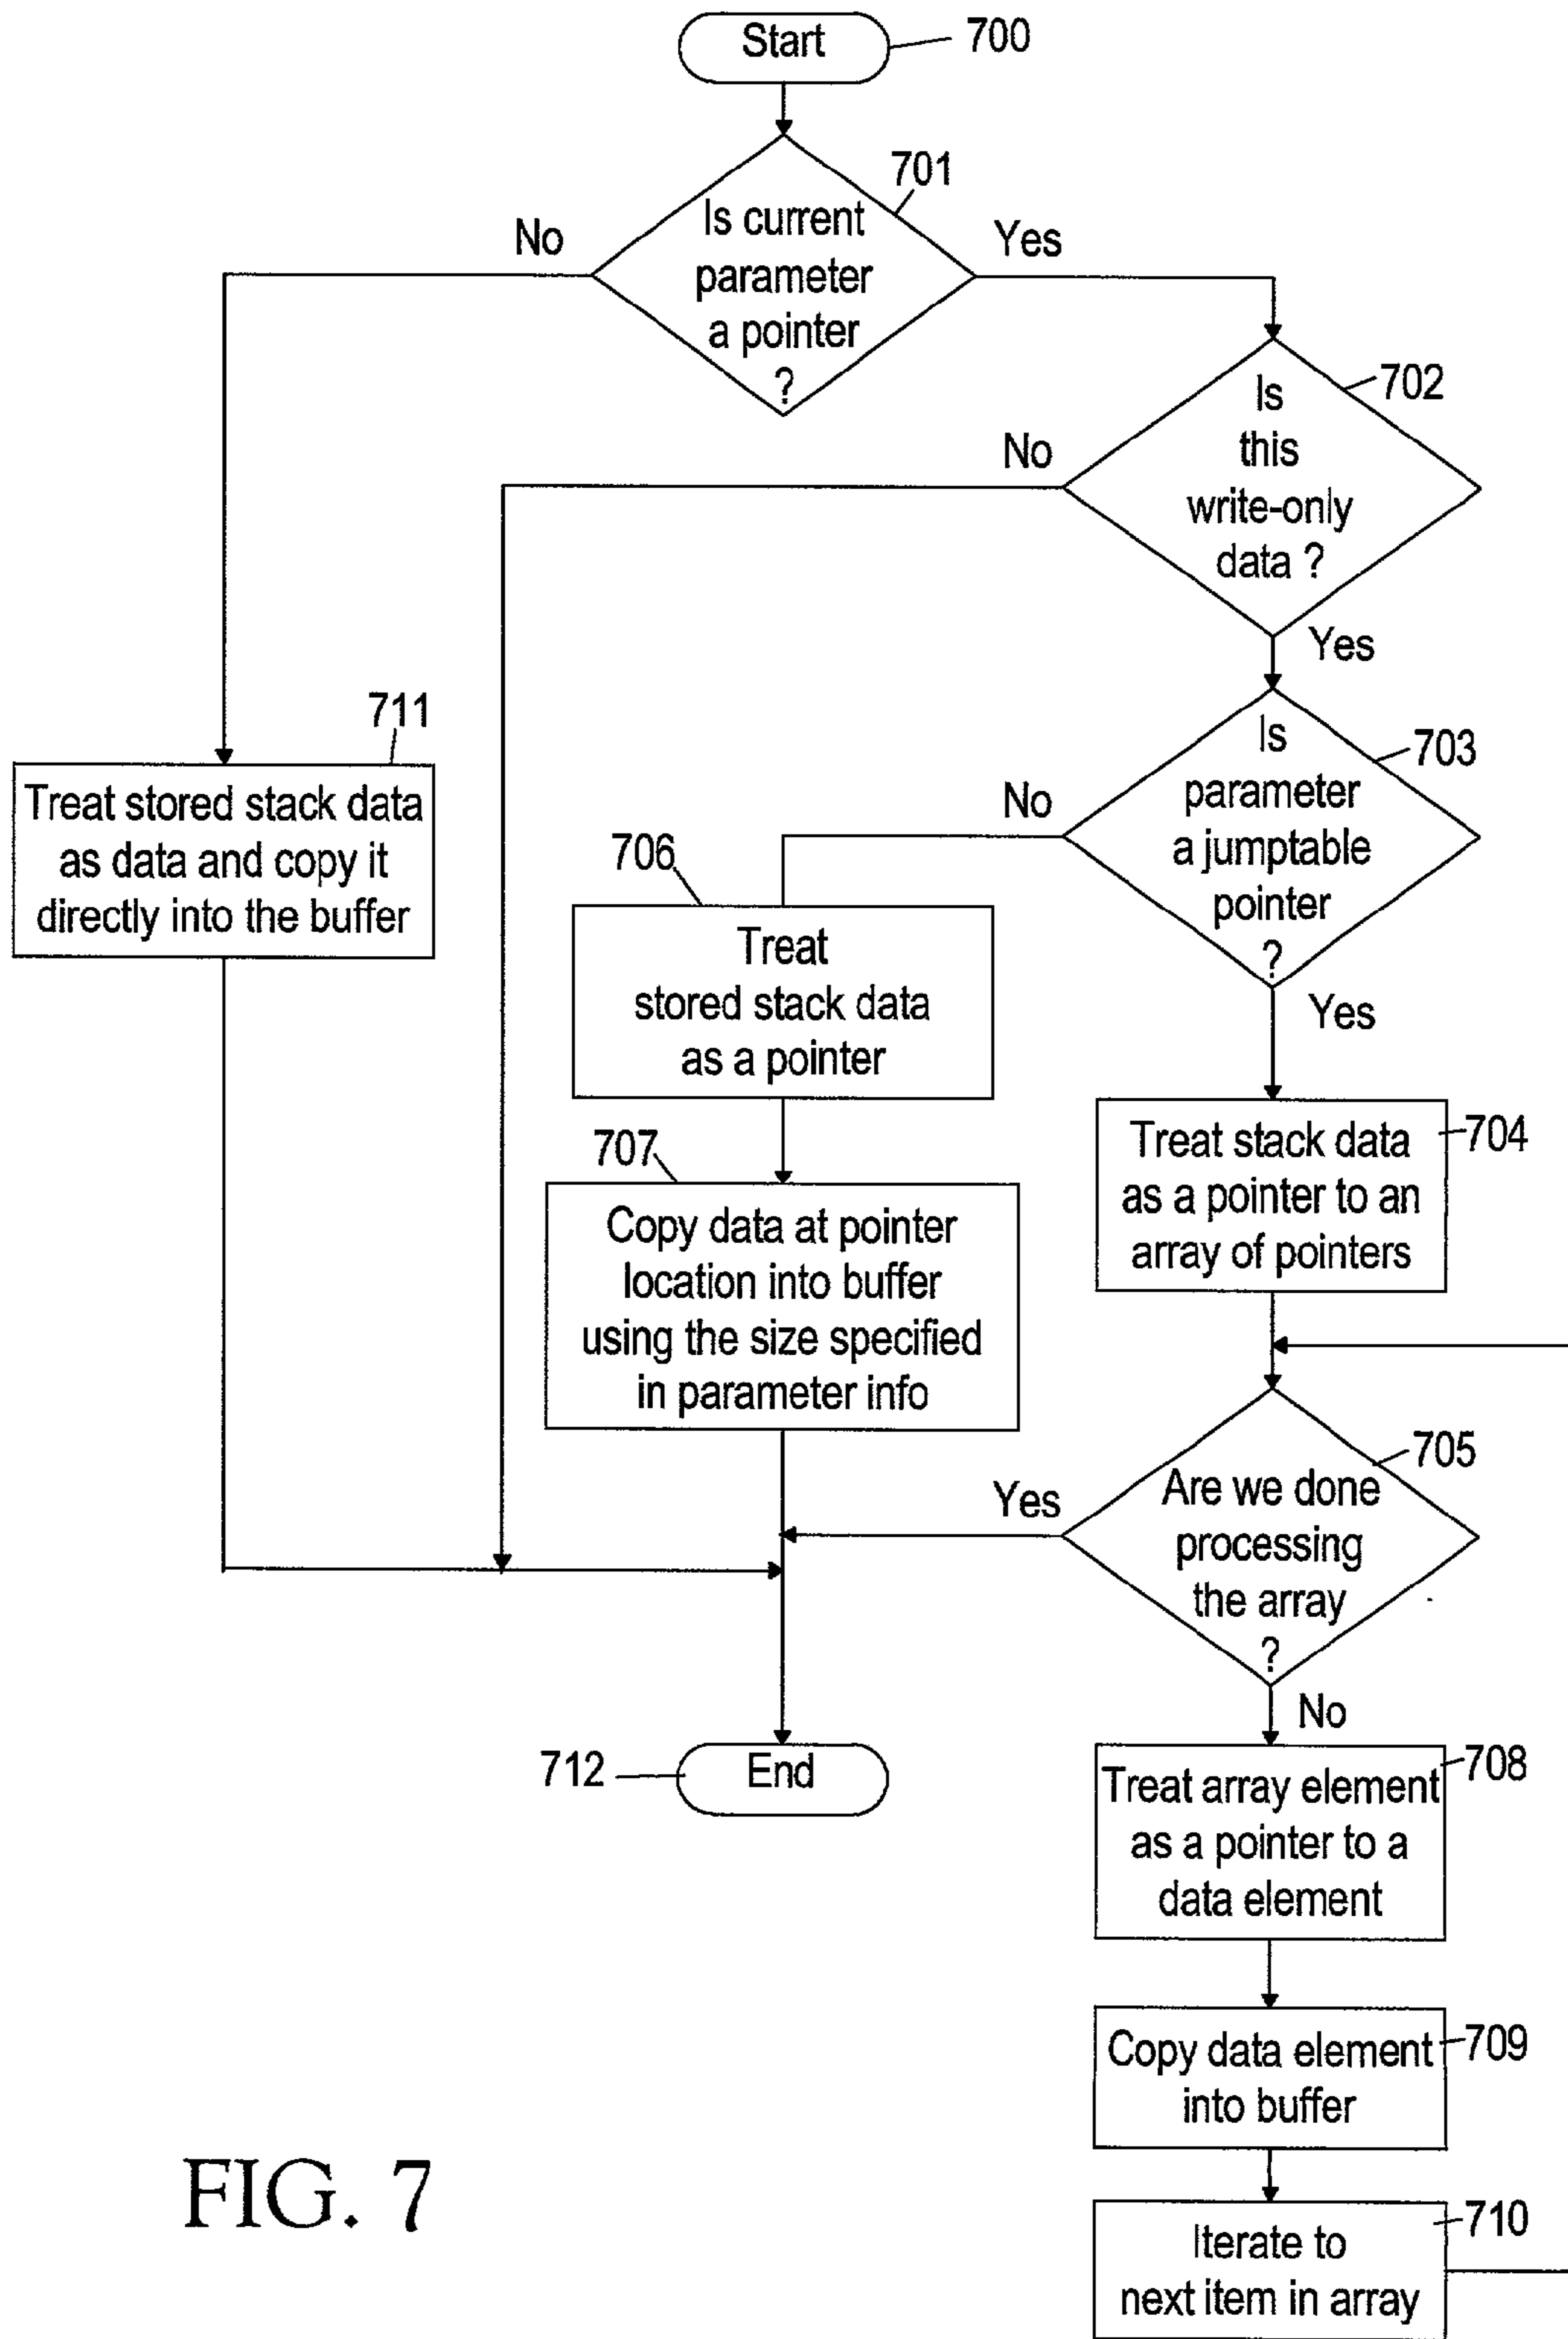 Start
700
701
Is current
parameter
a pointer
?
No
Yes
702
Is
this
write-only
data ?
No
Yes
711
Treat stored stack data
as data and copy it
directly into the buffer
703
Is
parameter
a jumptable
pointer
?
No
Yes
706
Treat
stored stack data
as a pointer
704
Treat stack data
as a pointer to an
array of pointers
707
Copy data at pointer
location into buffer
using the size specified
in parameter info
705
Are we done
processing
the array
?
Yes
No
712
End
708
Treat array element
as a pointer to a
data element
709
Copy data element
into buffer
710
Iterate to
next item in array
FIG. 7